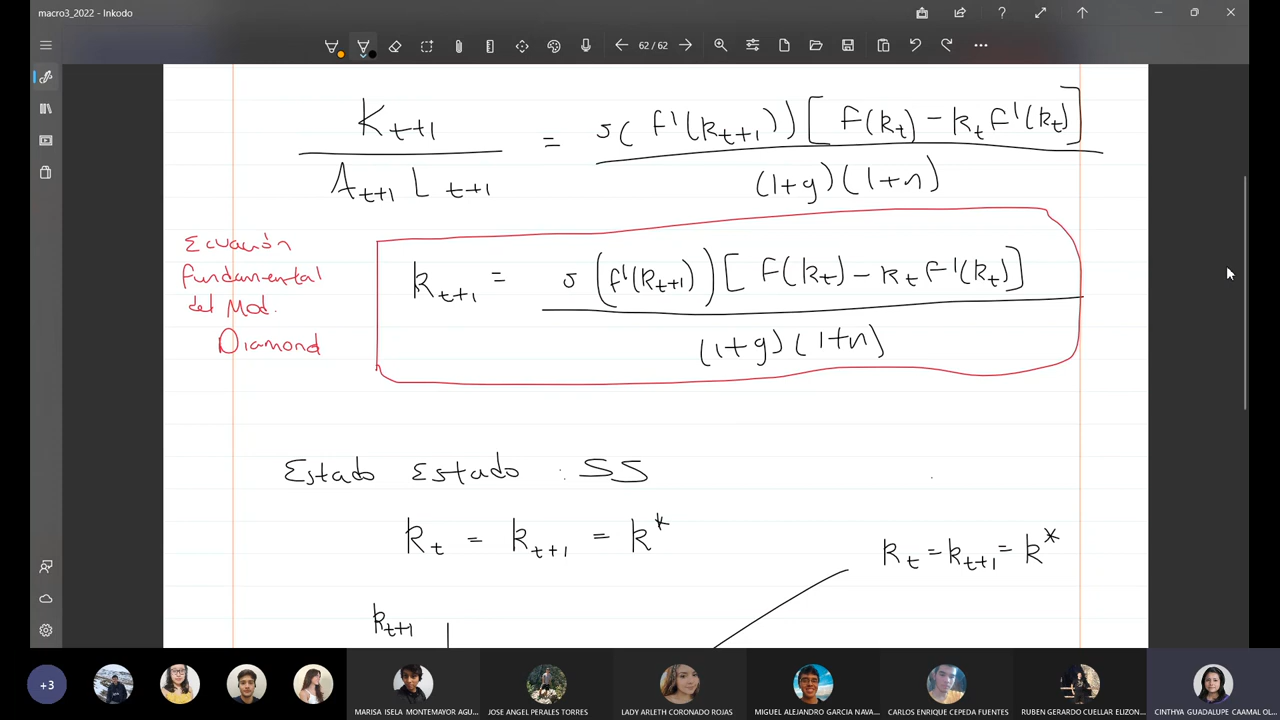 macro3_2022 - Inkodo
62 / 62
K_{t+1} / A_{t+1} L_{t+1} = s(f'(k_{t+1})) [f(k_t) - k_t f'(k_t)] / (1+g)(1+n)
Ecuación
fundamental
del Mod.
Diamond
k_{t+1} = s(f'(k_{t+1})) [f(k_t) - k_t f'(k_t)] / (1+g)(1+n)
Estado Estado : SS
k_t = k_{t+1} = k*
k_t = k_{t+1} = k*
k_{t+1}
+3
MARISA ISELA MONTEMAYOR AGU...
JOSE ANGEL PERALES TORRES
LADY ARLETH CORONADO ROJAS
MIGUEL ALEJANDRO GARCIA NAVA...
CARLOS ENRIQUE CEPEDA FUENTES
RUBEN GERARDO CUELLAR ELIZON...
CINTHYA GUADALUPE CAAMAL OL...